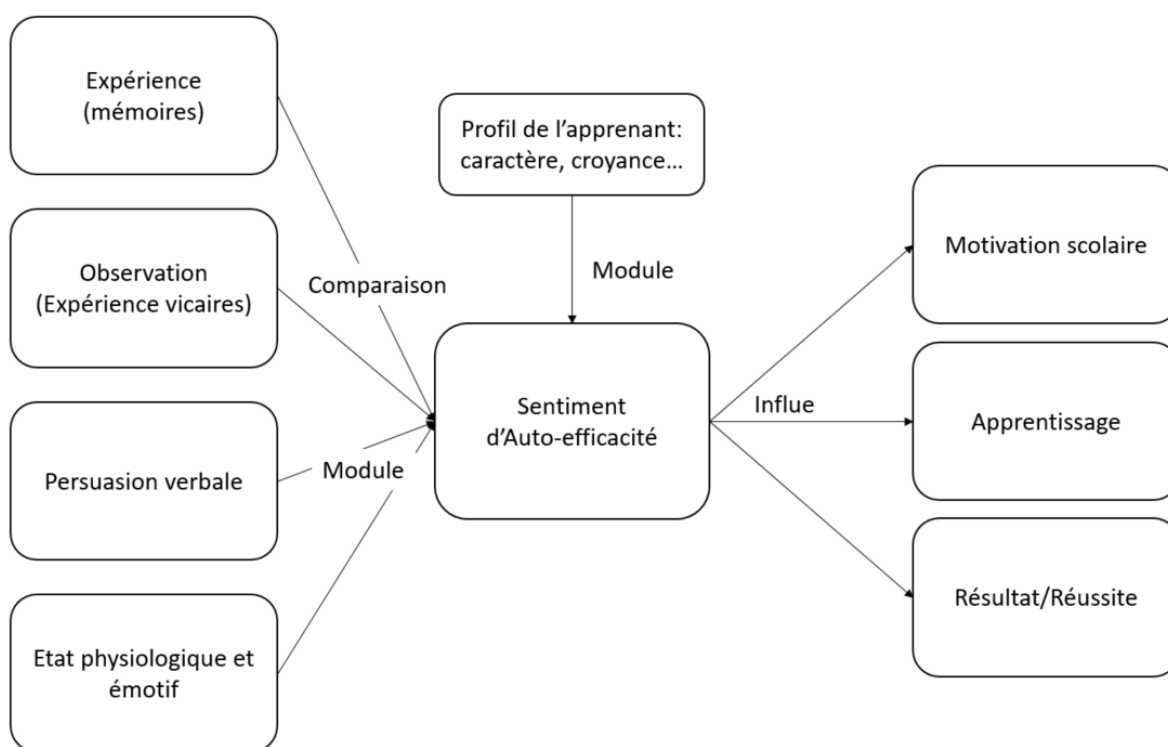 Expérience
(mémoires)
Profil de l’apprenant:
caractère, croyance…
Observation
(Expérience vicaires)
Comparaison
Module
Motivation scolaire
Sentiment
d’Auto-efficacité
Influe
Apprentissage
Persuasion verbale
Module
Résultat/Réussite
Etat physiologique et
émotif